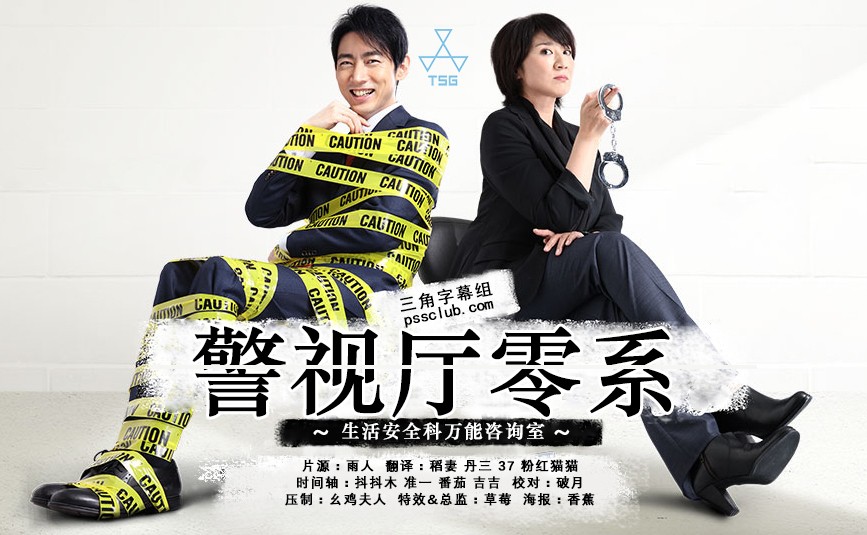 TSG
CAUTION CAUTION CAUTION
三角字幕组
pssclub.com
警视厅零系
~ 生活安全科万能咨询室 ~
片源：雨人 翻译：稻妻 丹三 37 粉红猫猫
时间轴：抖抖木 准一 番茄 吉吉 校对：破月
压制：幺鸡夫人 特效&总监：草莓 海报：香蕉